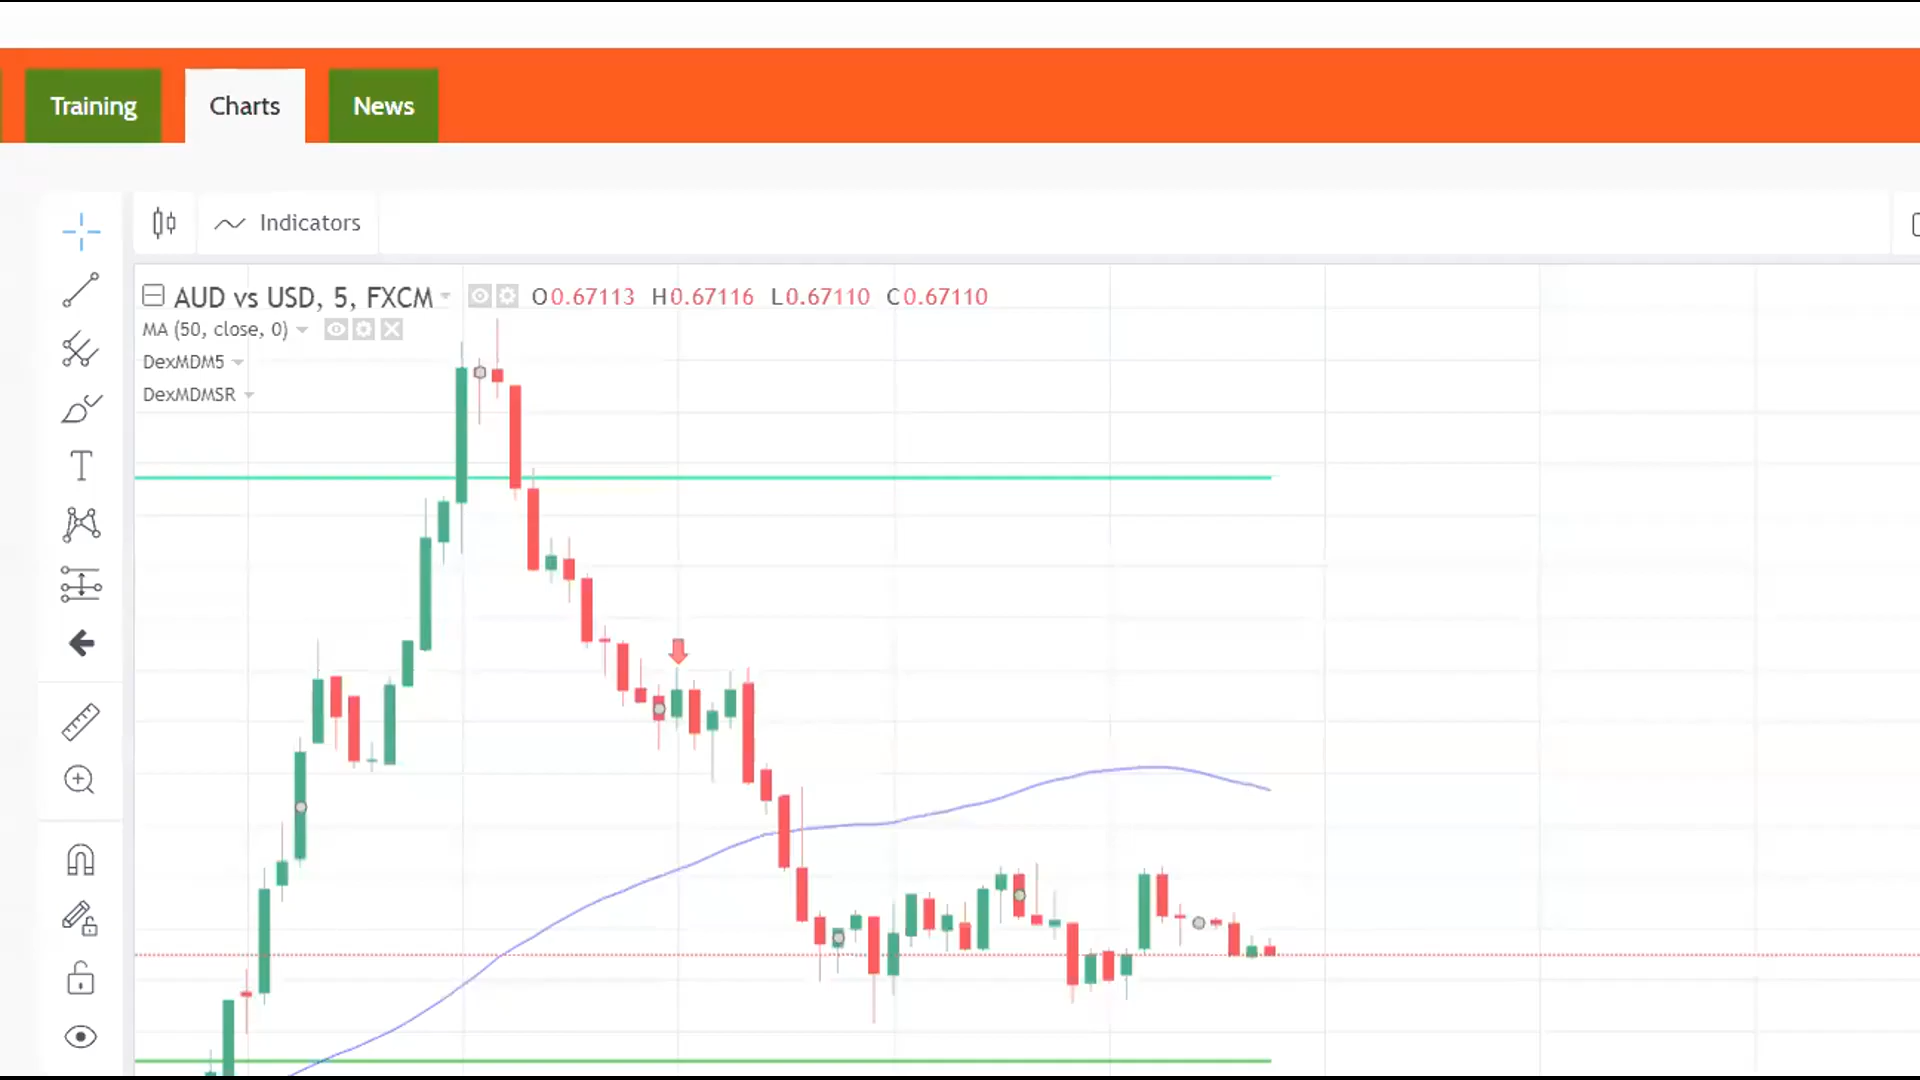 Training
Charts
News
Indicators
AUD vs USD, 5, FXCM O0.67113 H0.67116 L0.67110 C0.67110
MA (50, close, 0)
DexMDM5
DexMDMSR